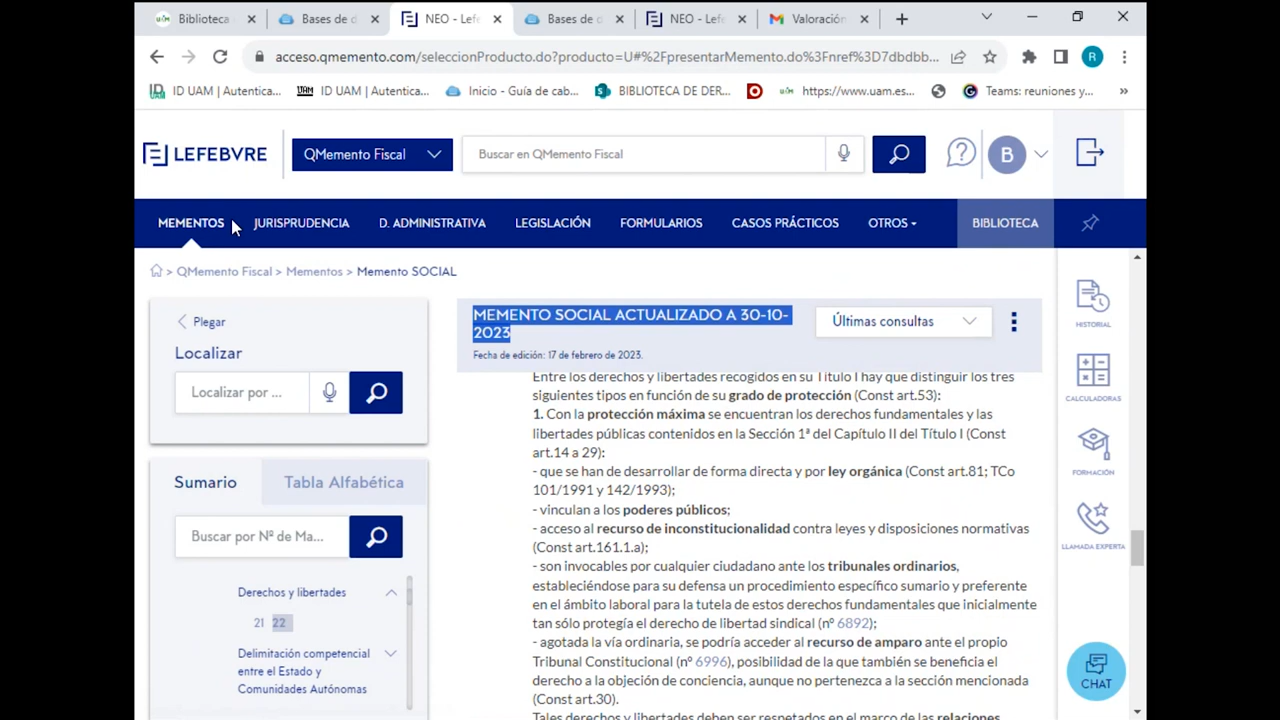 Biblioteca
Bases de d
NEO - Lefe
Bases de d
NEO - Lefe
Valoración
acceso.qmemento.com/seleccionProducto.do?producto=U#%2FpresentarMemento.do%3Fnref%3D7dbdbb...
ID UAM | Autentica...
ID UAM | Autentica...
Inicio - Guía de cab...
BIBLIOTECA DE DER...
https://www.uam.es...
Teams: reuniones y...
»
R
LEFEBVRE
QMemento Fiscal
Buscar en QMemento Fiscal
B
MEMENTOS
JURISPRUDENCIA
D. ADMINISTRATIVA
LEGISLACIÓN
FORMULARIOS
CASOS PRÁCTICOS
OTROS
BIBLIOTECA
> QMemento Fiscal > Mementos > Memento SOCIAL
Plegar
Localizar
Localizar por ...
Sumario
Tabla Alfabética
Buscar por Nº de Ma...
Derechos y libertades
21 22
Delimitación competencial
entre el Estado y
Comunidades Autónomas
MEMENTO SOCIAL ACTUALIZADO A 30-10-
2023
Fecha de edición: 17 de febrero de 2023.
Últimas consultas
Entre los derechos y libertades recogidos en su Título I hay que distinguir los tres
siguientes tipos en función de su grado de protección (Const art.53):
1. Con la protección máxima se encuentran los derechos fundamentales y las
libertades públicas contenidos en la Sección 1ª del Capítulo II del Título I (Const
art.14 a 29):
- que se han de desarrollar de forma directa y por ley orgánica (Const art.81; TCo
101/1991 y 142/1993);
- vinculan a los poderes públicos;
- acceso al recurso de inconstitucionalidad contra leyes y disposiciones normativas
(Const art.161.1.a);
- son invocables por cualquier ciudadano ante los tribunales ordinarios,
estableciéndose para su defensa un procedimiento específico sumario y preferente
en el ámbito laboral para la tutela de estos derechos fundamentales que inicialmente
tan sólo protegía el derecho de libertad sindical (nº 6892);
- agotada la vía ordinaria, se podría acceder al recurso de amparo ante el propio
Tribunal Constitucional (nº 6996), posibilidad de la que también se beneficia el
derecho a la objeción de conciencia, aunque no pertenezca a la sección mencionada
(Const art.30).
Tales derechos y libertades deben ser respetados en el marco de las relaciones
HISTORIAL
CALCULADORAS
FORMACIÓN
LLAMADA EXPERTA
CHAT